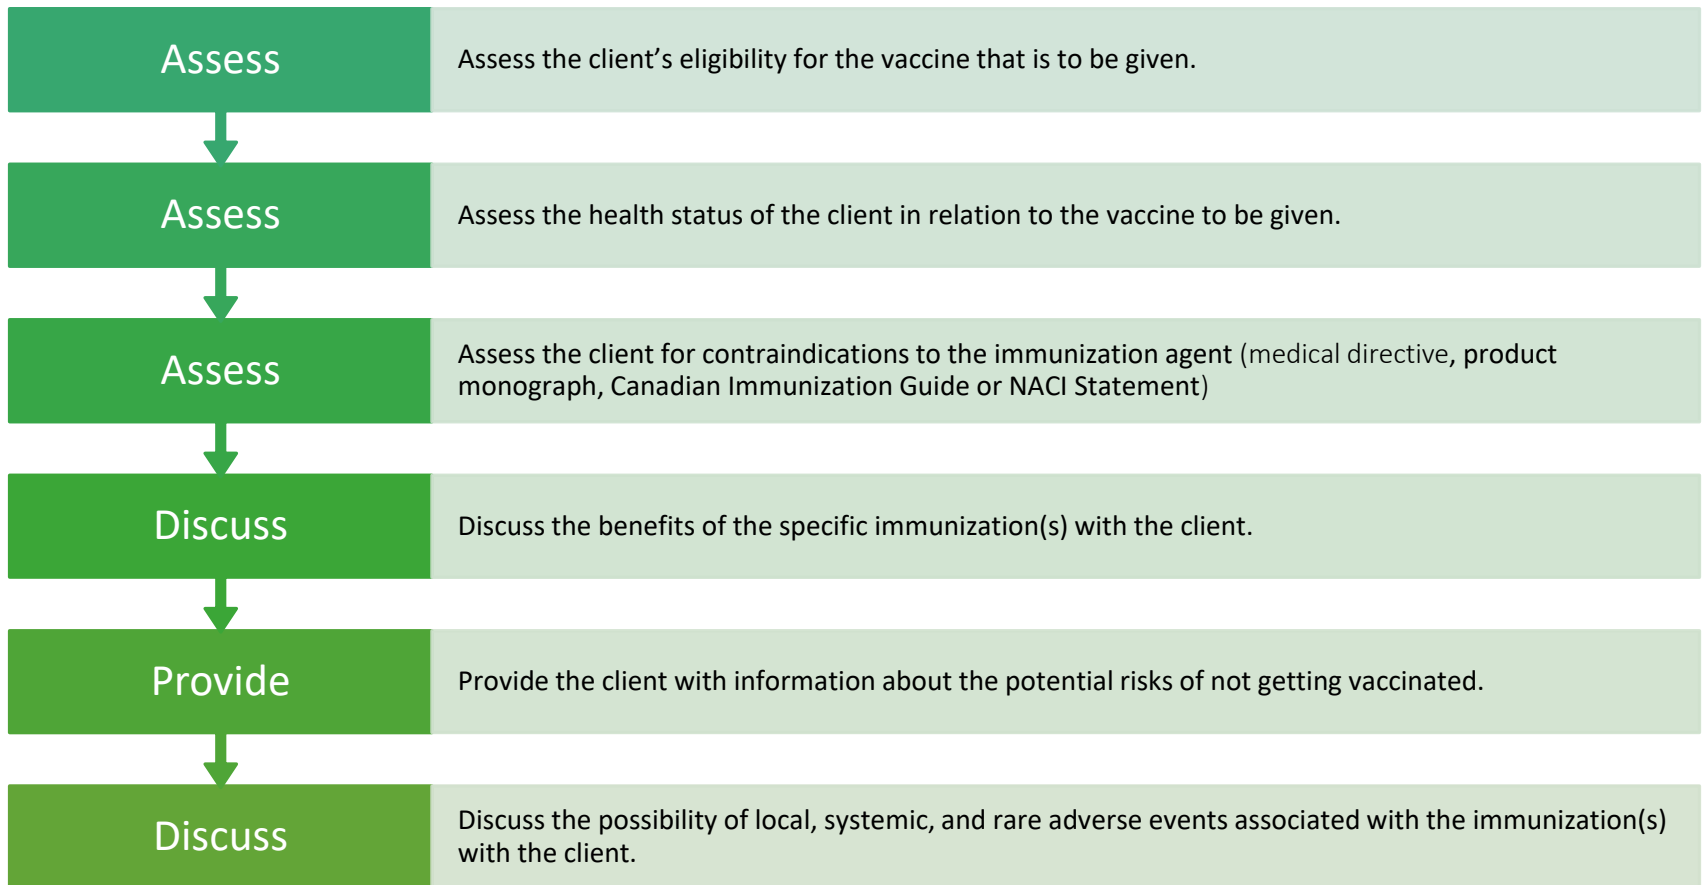 Assess
Assess the client’s eligibility for the vaccine that is to be given.
Assess
Assess the health status of the client in relation to the vaccine to be given.
Assess
Assess the client for contraindications to the immunization agent (medical directive, product
monograph, Canadian Immunization Guide or NACI Statement)
Discuss
Discuss the benefits of the specific immunization(s) with the client.
Provide
Provide the client with information about the potential risks of not getting vaccinated.
Discuss
Discuss the possibility of local, systemic, and rare adverse events associated with the immunization(s)
with the client.